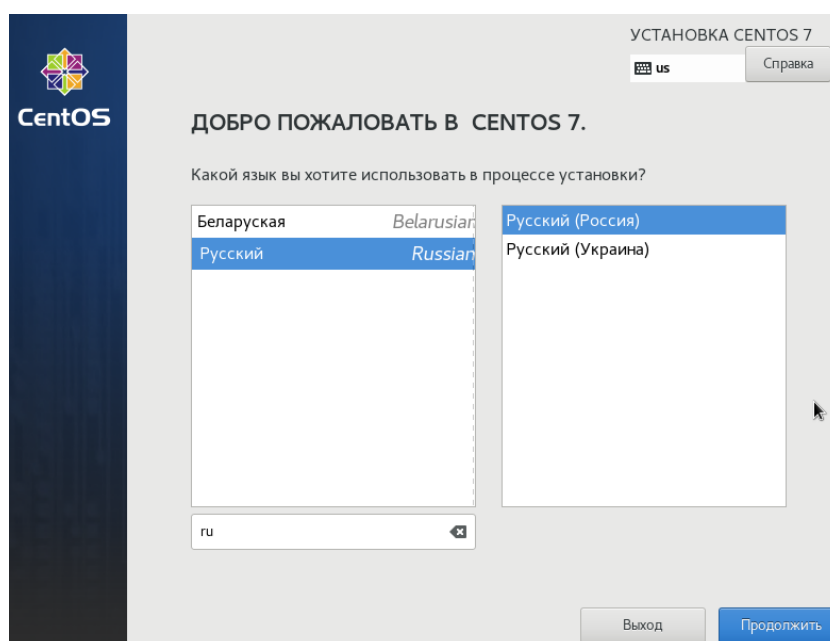 УСТАНОВКА CENTOS 7
us
Справка
CentOS
ДОБРО ПОЖАЛОВАТЬ В CENTOS 7.
Какой язык вы хотите использовать в процессе установки?
Беларуская Belarusian
Русский Russian
Русский (Россия)
Русский (Украина)
ru
Выход
Продолжить